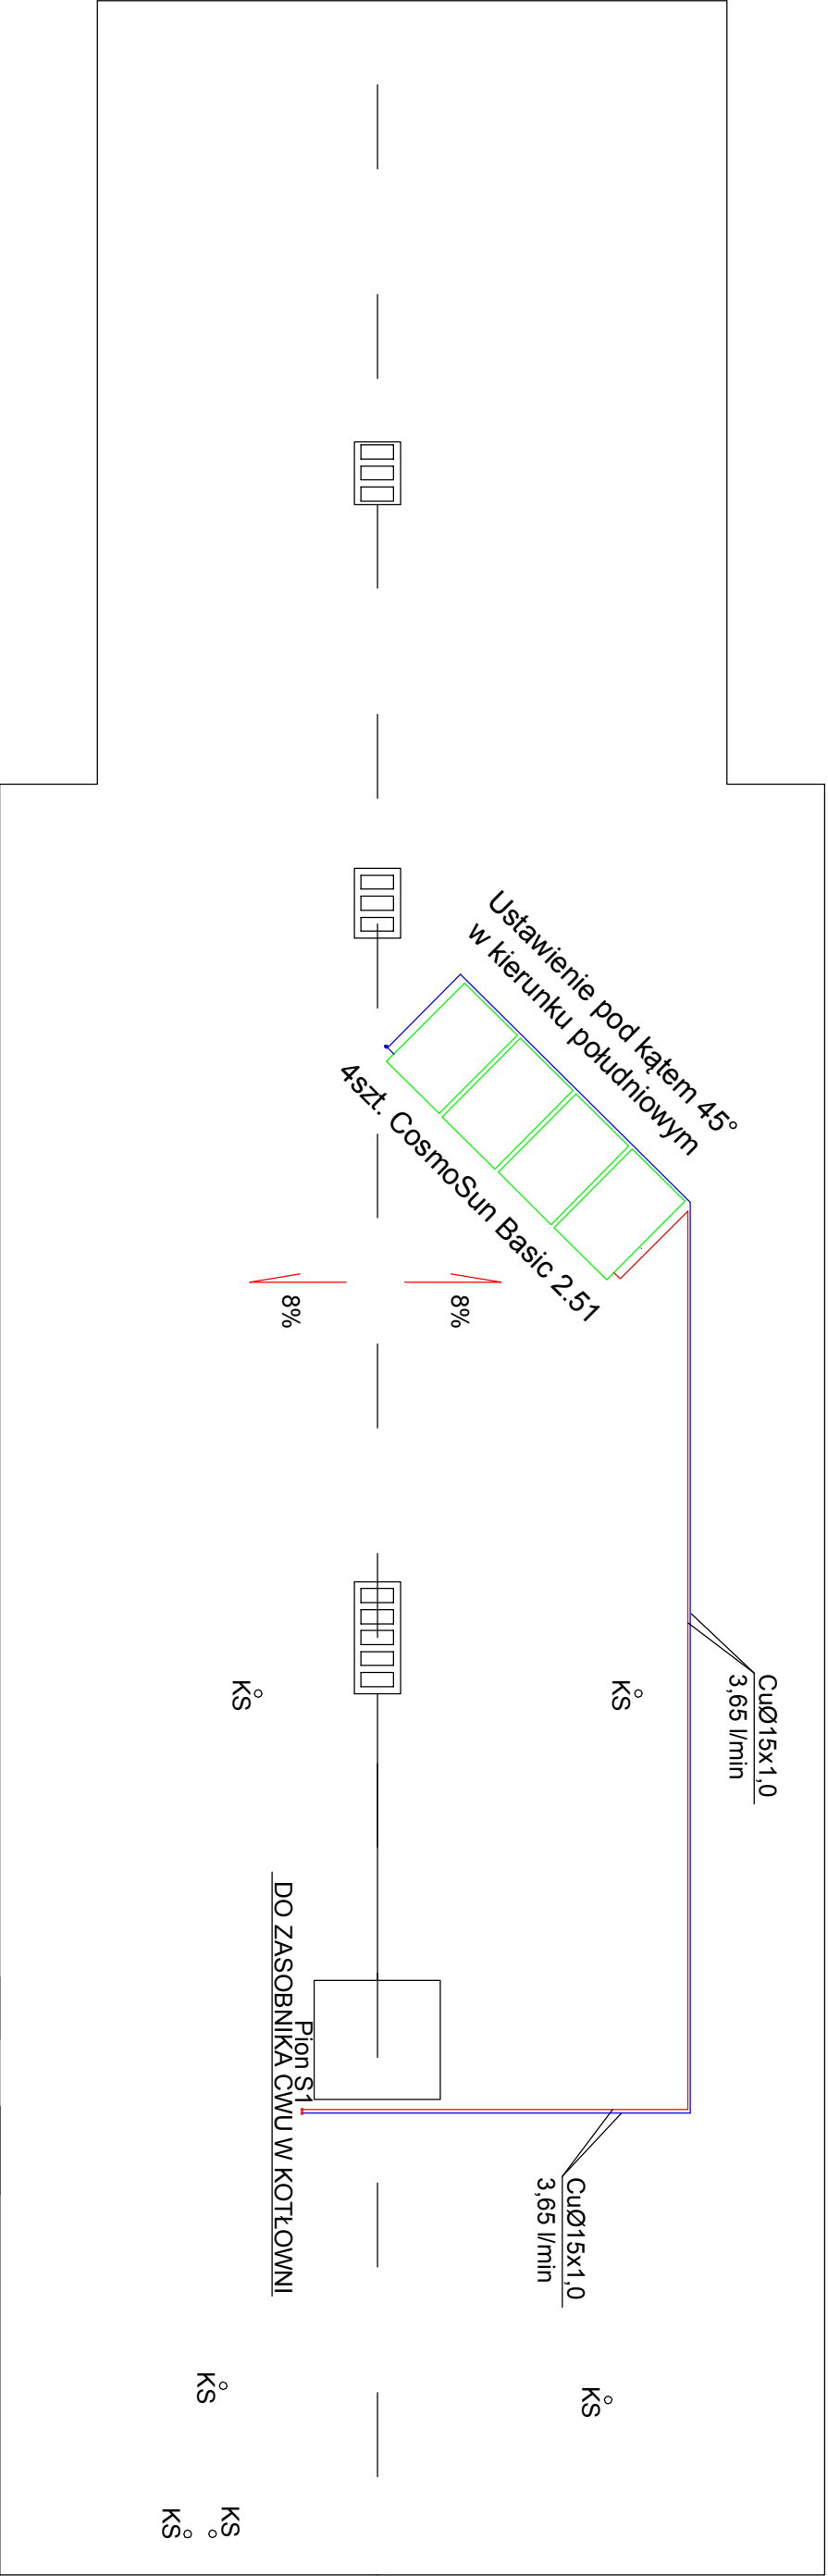 Ustawienie pod kątem 45°
w kierunku południowym
4szt. CosmoSun Basic 2.51
8%
8%
CuØ15x1,0
3,65 l/min
KS
KS
Pion S1
DO ZASOBNIKA CWU W KOTŁOWNI
CuØ15x1,0
3,65 l/min
KS
KS
KS
KS